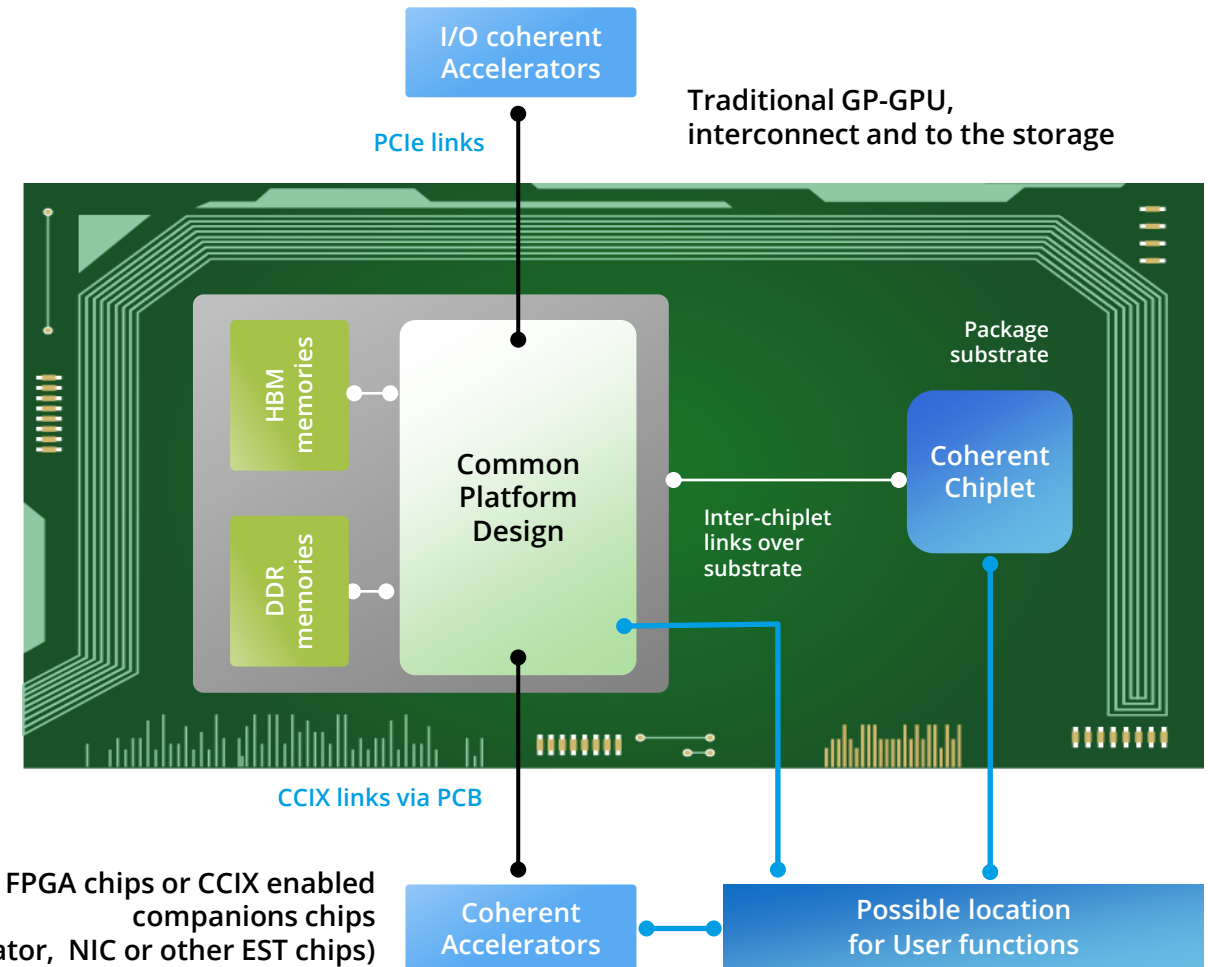 I/O coherent
Accelerators
PCIe links
Traditional GP-GPU,
interconnect and to the storage
HBM
memories
DDR
memories
Common
Platform
Design
Package
substrate
Coherent
Chiplet
Inter-chiplet
links over
substrate
CCIX links via PCB
FPGA chips or CCIX enabled
companions chips
NIC or other EST chips)
Coherent
Accelerators
Possible location
for User functions